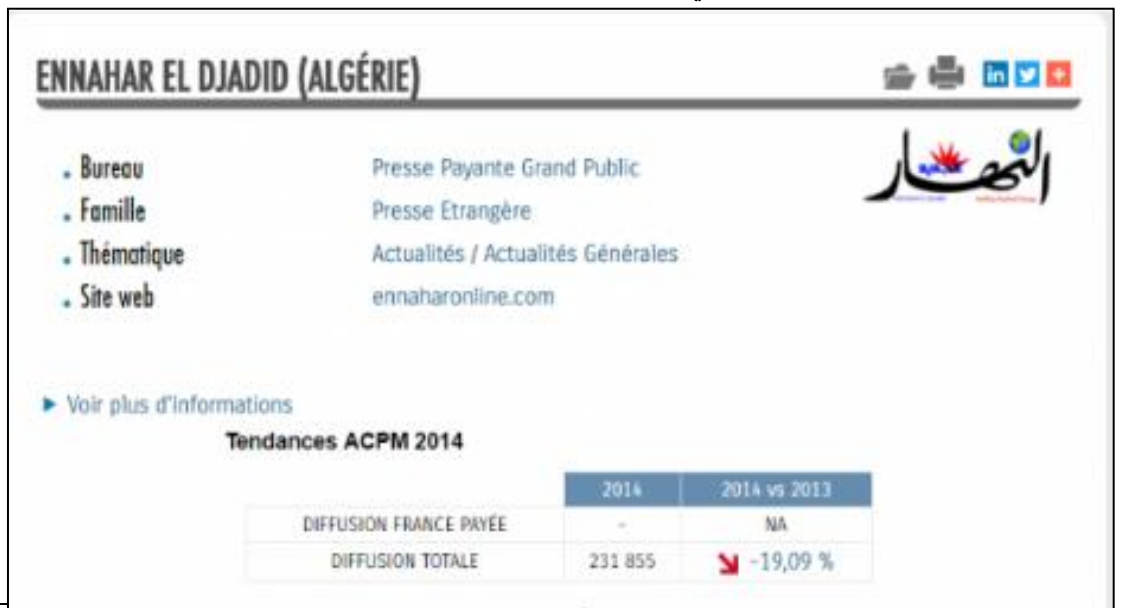 ENNAHAR EL DJADID (ALGÉRIE)
in
النهار
Bureau Presse Payante Grand Public
Famille Presse Etrangère
Thématique Actualités / Actualités Générales
Site web ennaharonline.com
Voir plus d'informations
Tendances ACPM 2014
2014 2014 vs 2013
DIFFUSION FRANCE PAYÉE - NA
DIFFUSION TOTALE 231 855 -19,09 %